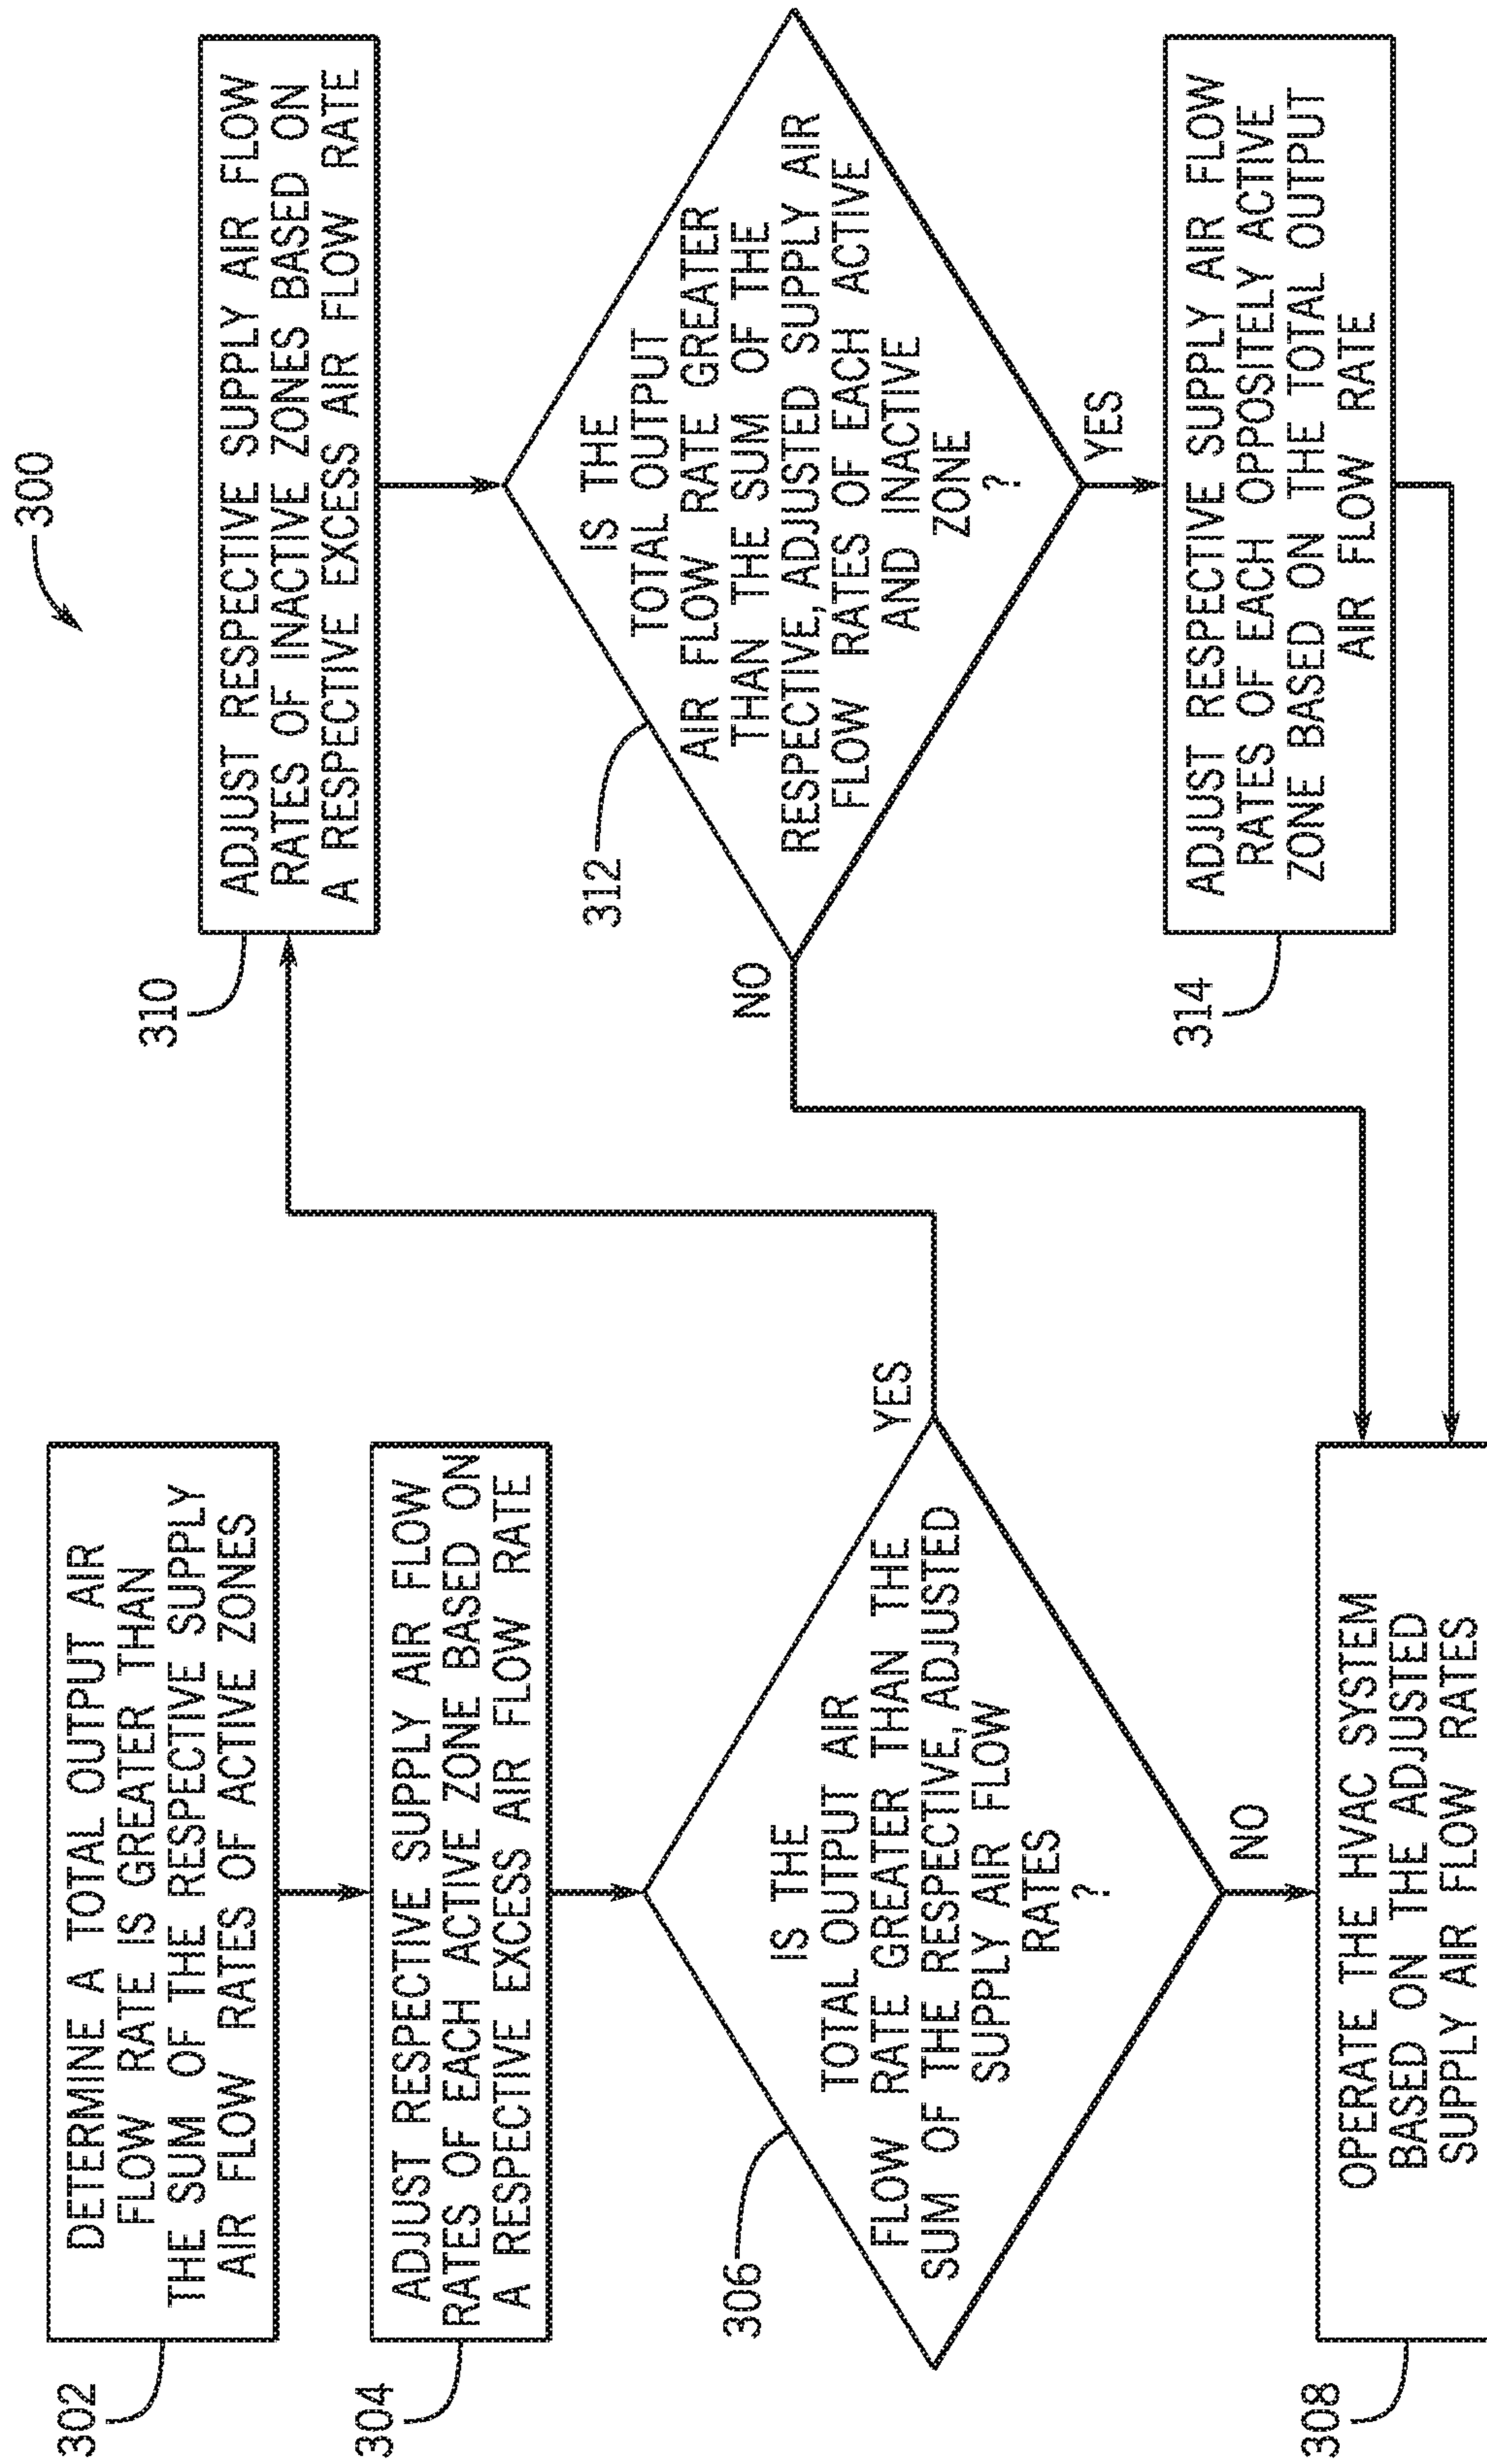 300
302
DETERMINE A TOTAL OUTPUT AIR
FLOW RATE IS GREATER THAN
THE SUM OF THE RESPECTIVE SUPPLY
AIR FLOW RATES OF ACTIVE ZONES
304
ADJUST RESPECTIVE SUPPLY AIR FLOW
RATES OF EACH ACTIVE ZONE BASED ON
A RESPECTIVE EXCESS AIR FLOW RATE
306
IS THE
TOTAL OUTPUT AIR
FLOW RATE GREATER THAN THE
SUM OF THE RESPECTIVE, ADJUSTED
SUPPLY AIR FLOW
RATES
?
YES
NO
308
OPERATE THE HVAC SYSTEM
BASED ON THE ADJUSTED
SUPPLY AIR FLOW RATES
310
ADJUST RESPECTIVE SUPPLY AIR FLOW
RATES OF INACTIVE ZONES BASED ON
A RESPECTIVE EXCESS AIR FLOW RATE
312
IS THE
TOTAL OUTPUT
AIR FLOW RATE GREATER
THAN THE SUM OF THE
RESPECTIVE, ADJUSTED SUPPLY AIR
FLOW RATES OF EACH ACTIVE
AND INACTIVE
ZONE
?
NO
YES
314
ADJUST RESPECTIVE SUPPLY AIR FLOW
RATES OF EACH OPPOSITELY ACTIVE
ZONE BASED ON THE TOTAL OUTPUT
AIR FLOW RATE